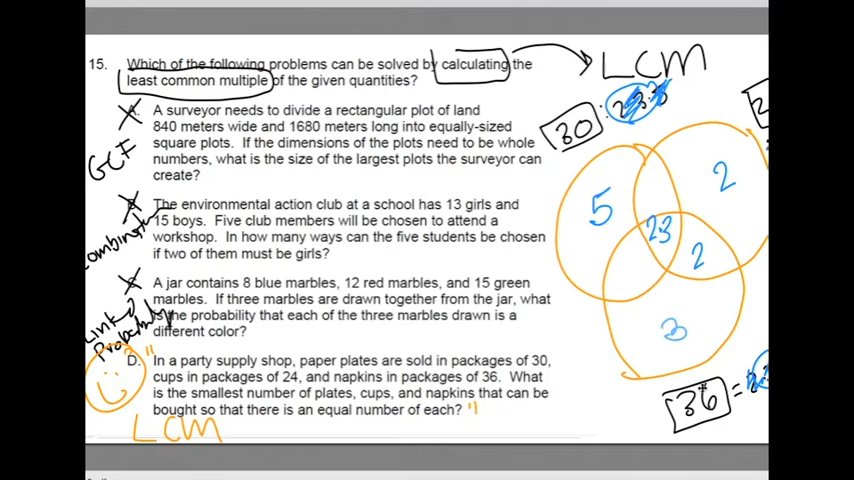 15. Which of the following problems can be solved by calculating the
least common multiple of the given quantities?
LCM
A. A surveyor needs to divide a rectangular plot of land
840 meters wide and 1680 meters long into equally-sized
square plots. If the dimensions of the plots need to be whole
numbers, what is the size of the largest plots the surveyor can
create?
GCF
B. The environmental action club at a school has 13 girls and
15 boys. Five club members will be chosen to attend a
workshop. In how many ways can the five students be chosen
if two of them must be girls?
C. A jar contains 8 blue marbles, 12 red marbles, and 15 green
marbles. If three marbles are drawn together from the jar, what
is the probability that each of the three marbles drawn is a
different color?
Probability
D. "In a party supply shop, paper plates are sold in packages of 30,
cups in packages of 24, and napkins in packages of 36. What
is the smallest number of plates, cups, and napkins that can be
bought so that there is an equal number of each? "
LCM
30 :
5
2
2·3
2
3
36 =